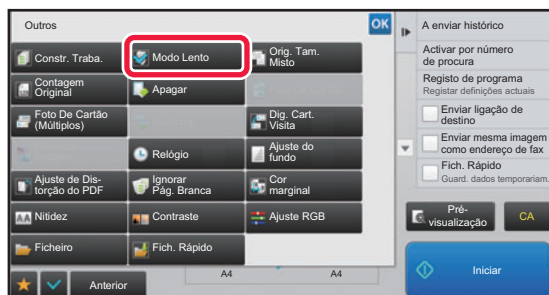 Outros
OK
Constr. Traba.
Modo Lento
Orig. Tam.
Misto
Contagem
Original
Apagar
Foto De Cartão
(Múltiplos)
Dig. Cart.
Visita
Relógio
Ajuste do
fundo
Ajuste de Dis-
torção do PDF
Ignorar
Pág. Branca
Cor
marginal
Nitidez
Contraste
Ajuste RGB
Ficheiro
Fich. Rápido
Anterior
A4
A4
A enviar histórico
Activar por número
de procura
Registo de programa
Registar definições actuais
Enviar ligação de
destino
Enviar mesma imagem
como endereço de fax
Fich. Rápido
Guard. dados temporariam.
Pré-
visualização
CA
Iniciar